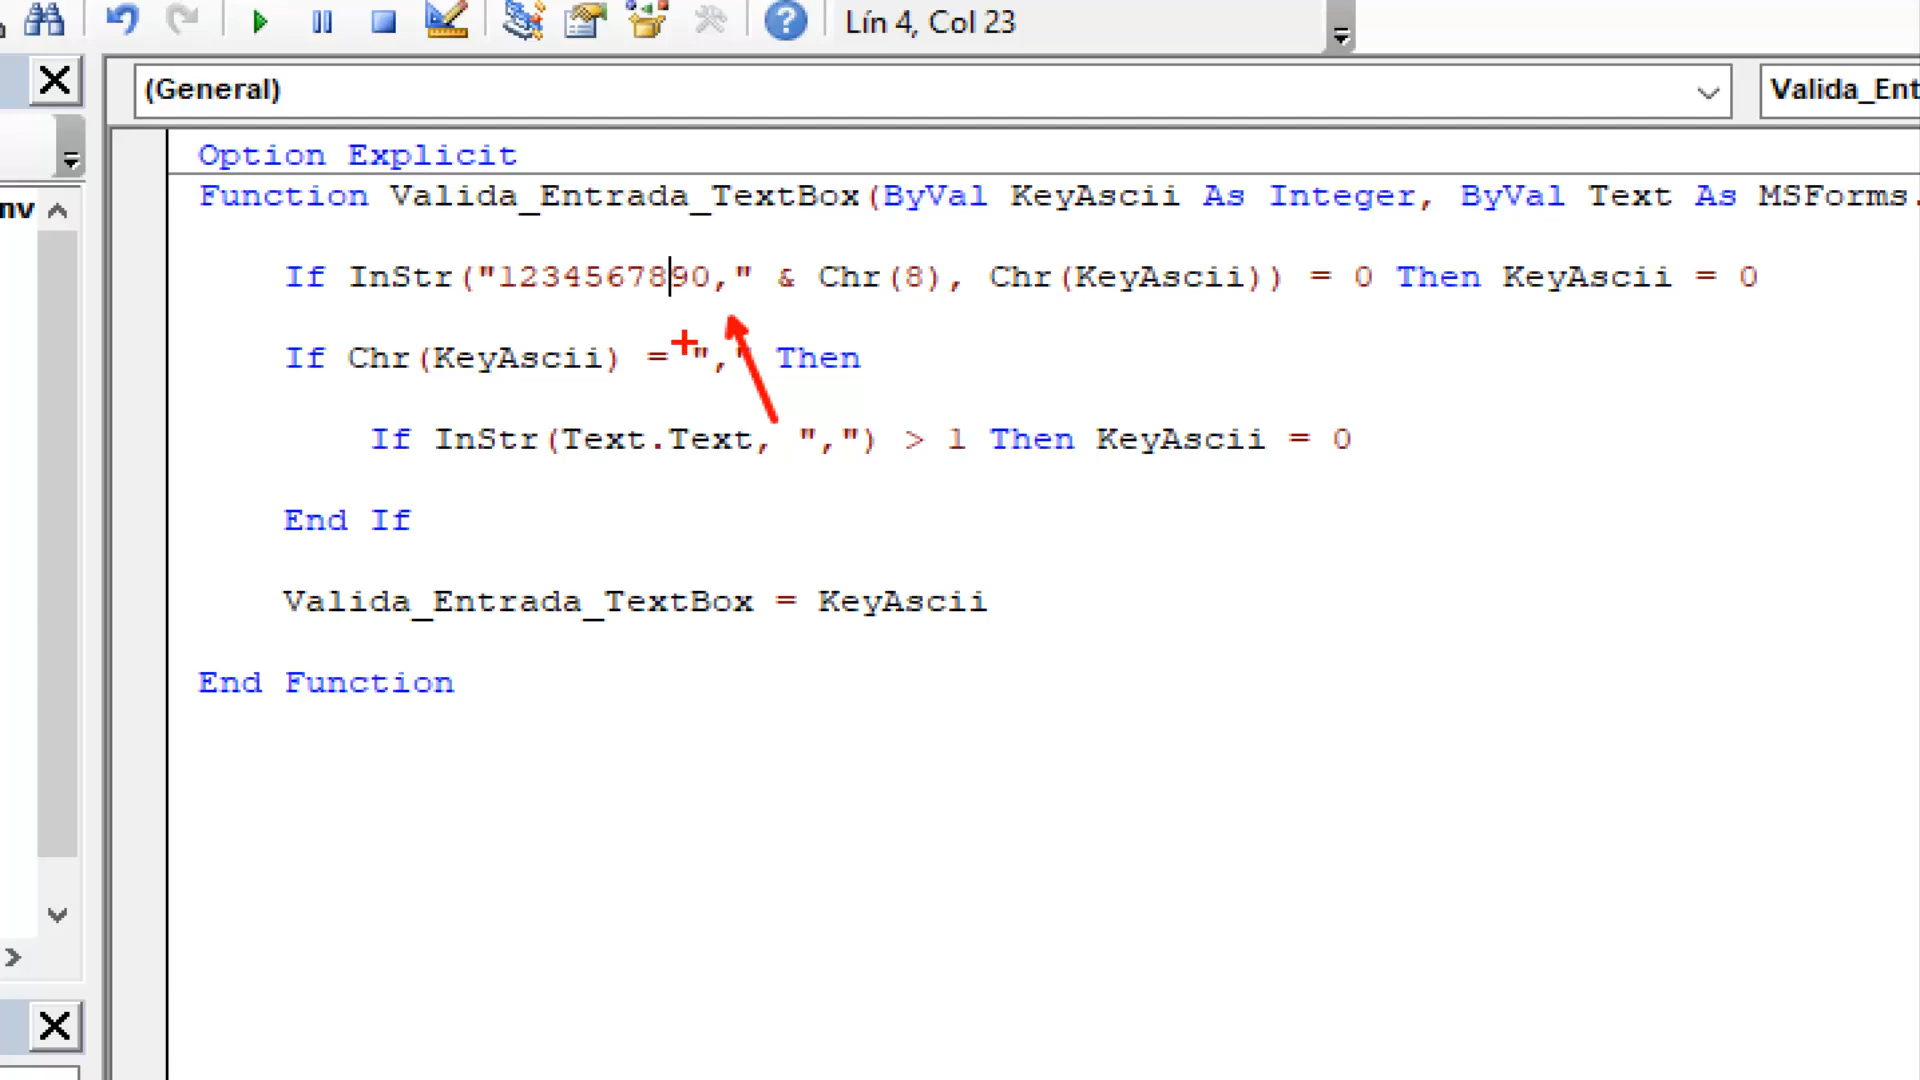 Lín 4, Col 23
(General)
Valida_Ent
nv
Option Explicit
Function Valida_Entrada_TextBox(ByVal KeyAscii As Integer, ByVal Text As MSForms.
If InStr("1234567890," & Chr(8), Chr(KeyAscii)) = 0 Then KeyAscii = 0
If Chr(KeyAscii) = "," Then
If InStr(Text.Text, ",") > 1 Then KeyAscii = 0
End If
Valida_Entrada_TextBox = KeyAscii
End Function